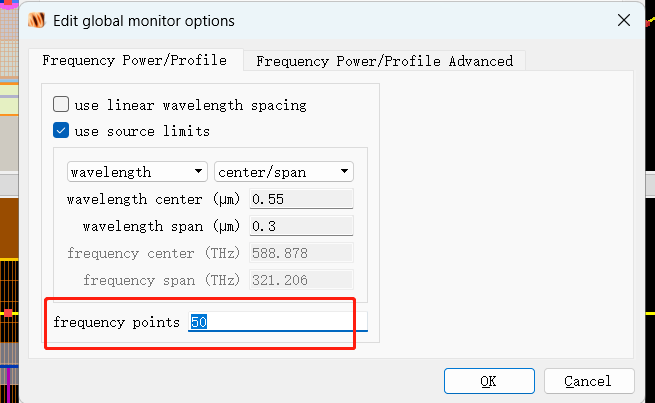 Edit global monitor options
Frequency Power/Profile
Frequency Power/Profile Advanced
use linear wavelength spacing
use source limits
wavelength
center/span
wavelength center (μm) 0.55
wavelength span (μm) 0.3
frequency center (THz) 588.878
frequency span (THz) 321.206
frequency points 50
OK
Cancel